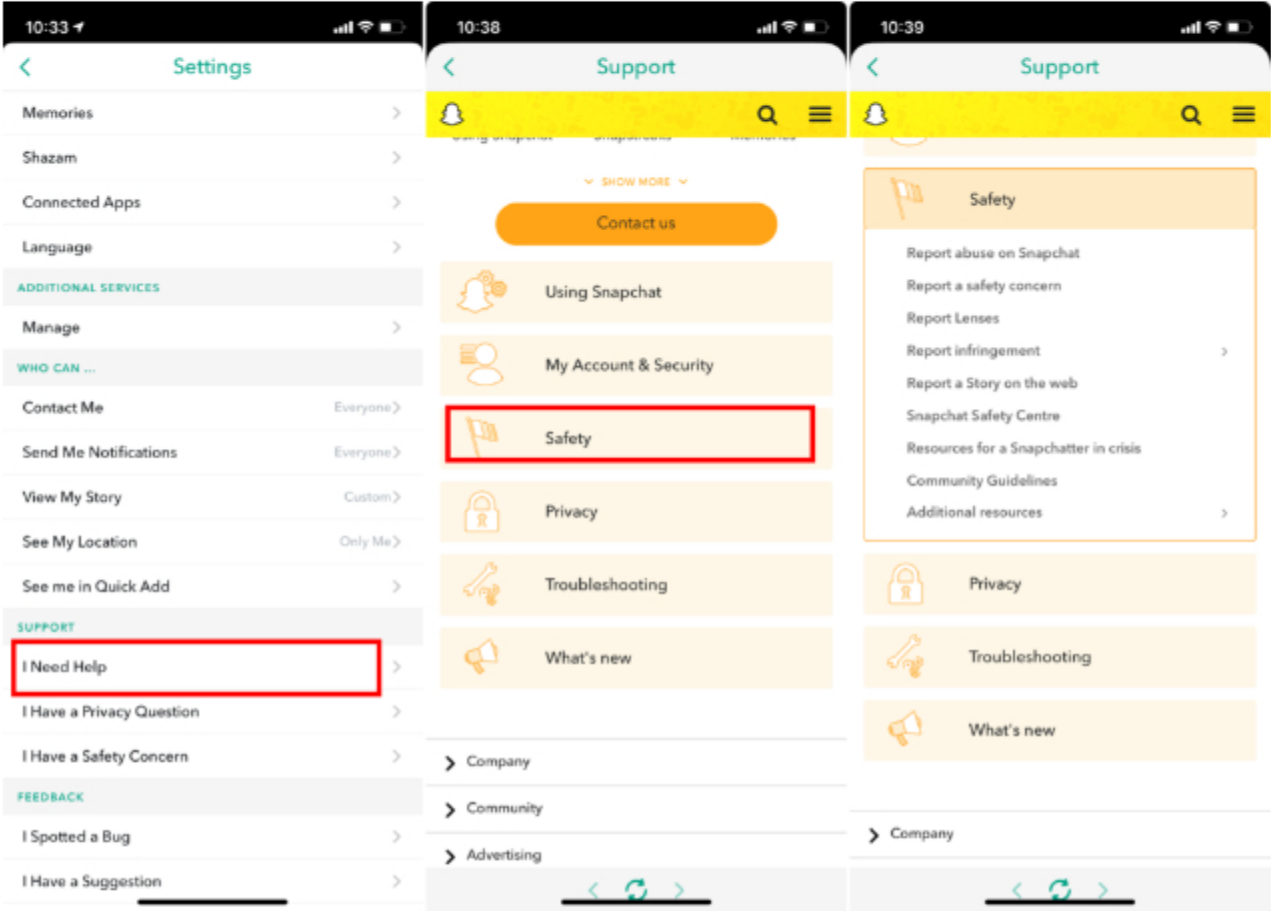 10:33
Settings
Memories
Shazam
Connected Apps
Language
ADDITIONAL SERVICES
Manage
WHO CAN ...
Contact Me Everyone
Send Me Notifications Everyone
View My Story Custom
See My Location Only Me
See me in Quick Add
SUPPORT
I Need Help
I Have a Privacy Question
I Have a Safety Concern
FEEDBACK
I Spotted a Bug
I Have a Suggestion
10:38
Support
Using Snapchat Snapstreaks Memories
SHOW MORE
Contact us
Using Snapchat
My Account & Security
Safety
Privacy
Troubleshooting
What's new
Company
Community
Advertising
10:39
Support
Safety
Report abuse on Snapchat
Report a safety concern
Report Lenses
Report infringement
Report a Story on the web
Snapchat Safety Centre
Resources for a Snapchatter in crisis
Community Guidelines
Additional resources
Privacy
Troubleshooting
What's new
Company